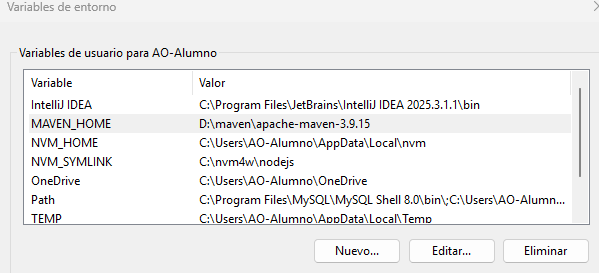 Variables de entorno
Variables de usuario para AO-Alumno
Variable Valor
IntelliJ IDEA C:\Program Files\JetBrains\IntelliJ IDEA 2025.3.1.1\bin
MAVEN_HOME D:\maven\apache-maven-3.9.15
NVM_HOME C:\Users\AO-Alumno\AppData\Local\nvm
NVM_SYMLINK C:\nvm4w\nodejs
OneDrive C:\Users\AO-Alumno\OneDrive
Path C:\Program Files\MySQL\MySQL Shell 8.0\bin\;C:\Users\AO-Alumn...
TEMP C:\Users\AO-Alumno\AppData\Local\Temp
Nuevo... Editar... Eliminar